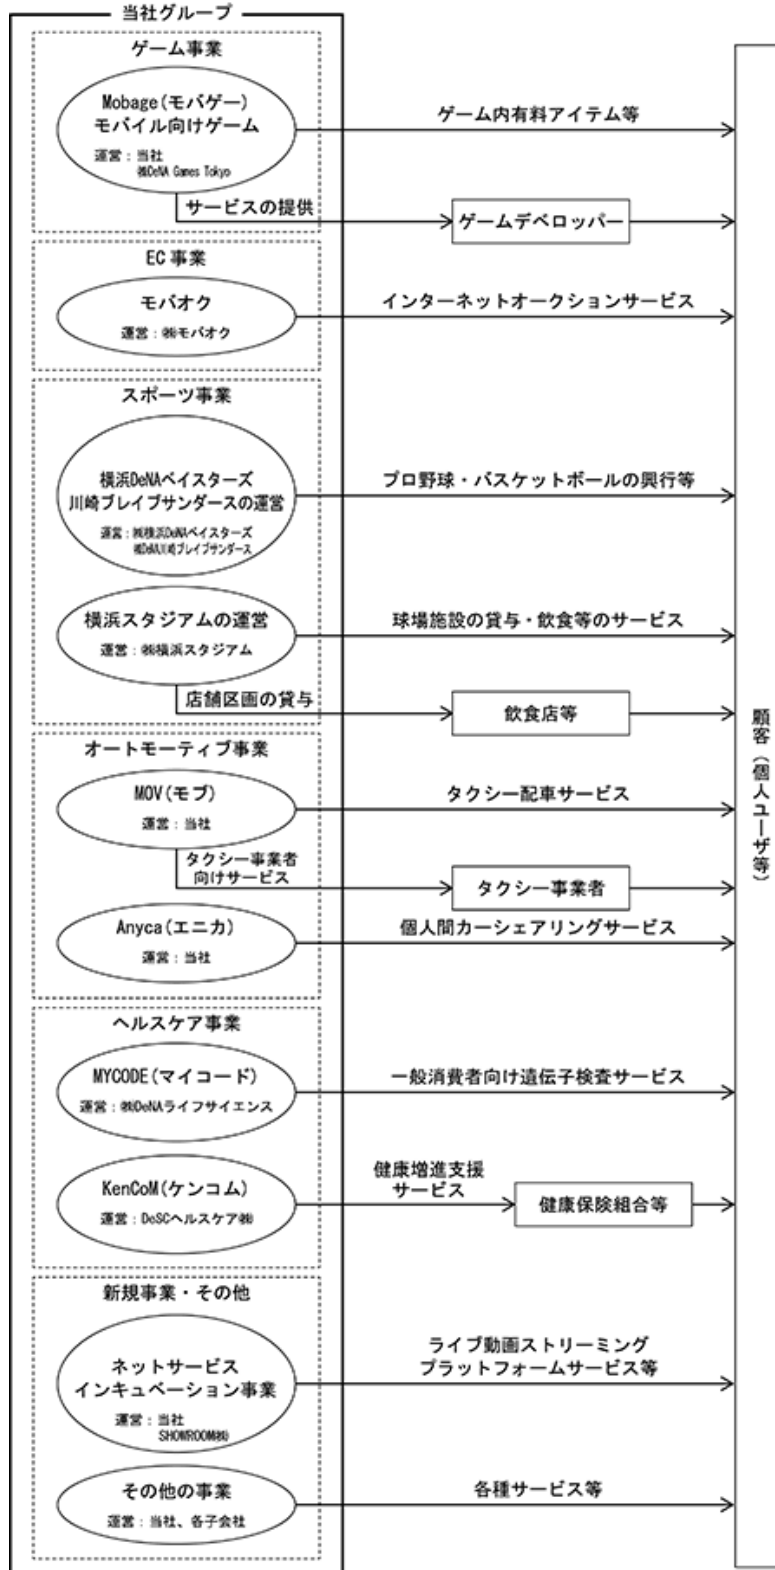 当社グループ
ゲーム事業
Mobage(モバゲー)
モバイル向けゲーム
運営：当社
㈱DeNA Games Tokyo
ゲーム内有料アイテム等
サービスの提供
ゲームデベロッパー
EC事業
モバオク
運営：㈱モバオク
インターネットオークションサービス
スポーツ事業
横浜DeNAベイスターズ
川崎ブレイブサンダースの運営
運営：㈱横浜DeNAベイスターズ
㈱DeNA川崎ブレイブサンダース
プロ野球・バスケットボールの興行等
横浜スタジアムの運営
運営：㈱横浜スタジアム
球場施設の貸与・飲食等のサービス
店舗区画の貸与
飲食店等
オートモーティブ事業
MOV(モブ)
運営：当社
タクシー配車サービス
タクシー事業者
向けサービス
タクシー事業者
Anyca(エニカ)
運営：当社
個人間カーシェアリングサービス
ヘルスケア事業
MYCODE(マイコード)
運営：㈱DeNAライフサイエンス
一般消費者向け遺伝子検査サービス
KenCoM(ケンコム)
運営：DeSCヘルスケア㈱
健康増進支援
サービス
健康保険組合等
新規事業・その他
ネットサービス
インキュベーション事業
運営：当社
SHOWROOM㈱
ライブ動画ストリーミング
プラットフォームサービス等
その他の事業
運営：当社、各子会社
各種サービス等
顧客（個人ユーザ等）